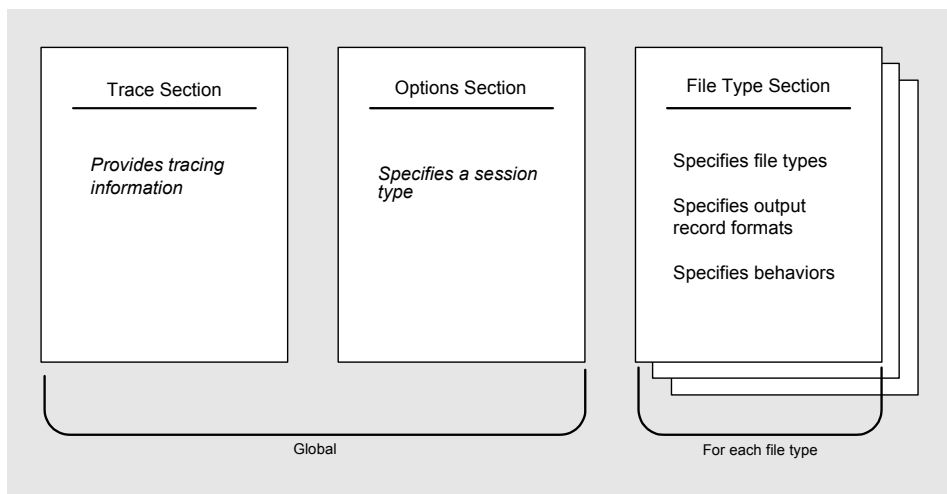 Trace Section
Provides tracing
information
Options Section
Specifies a session
type
File Type Section
Specifies file types
Specifies output
record formats
Specifies behaviors
Global
For each file type